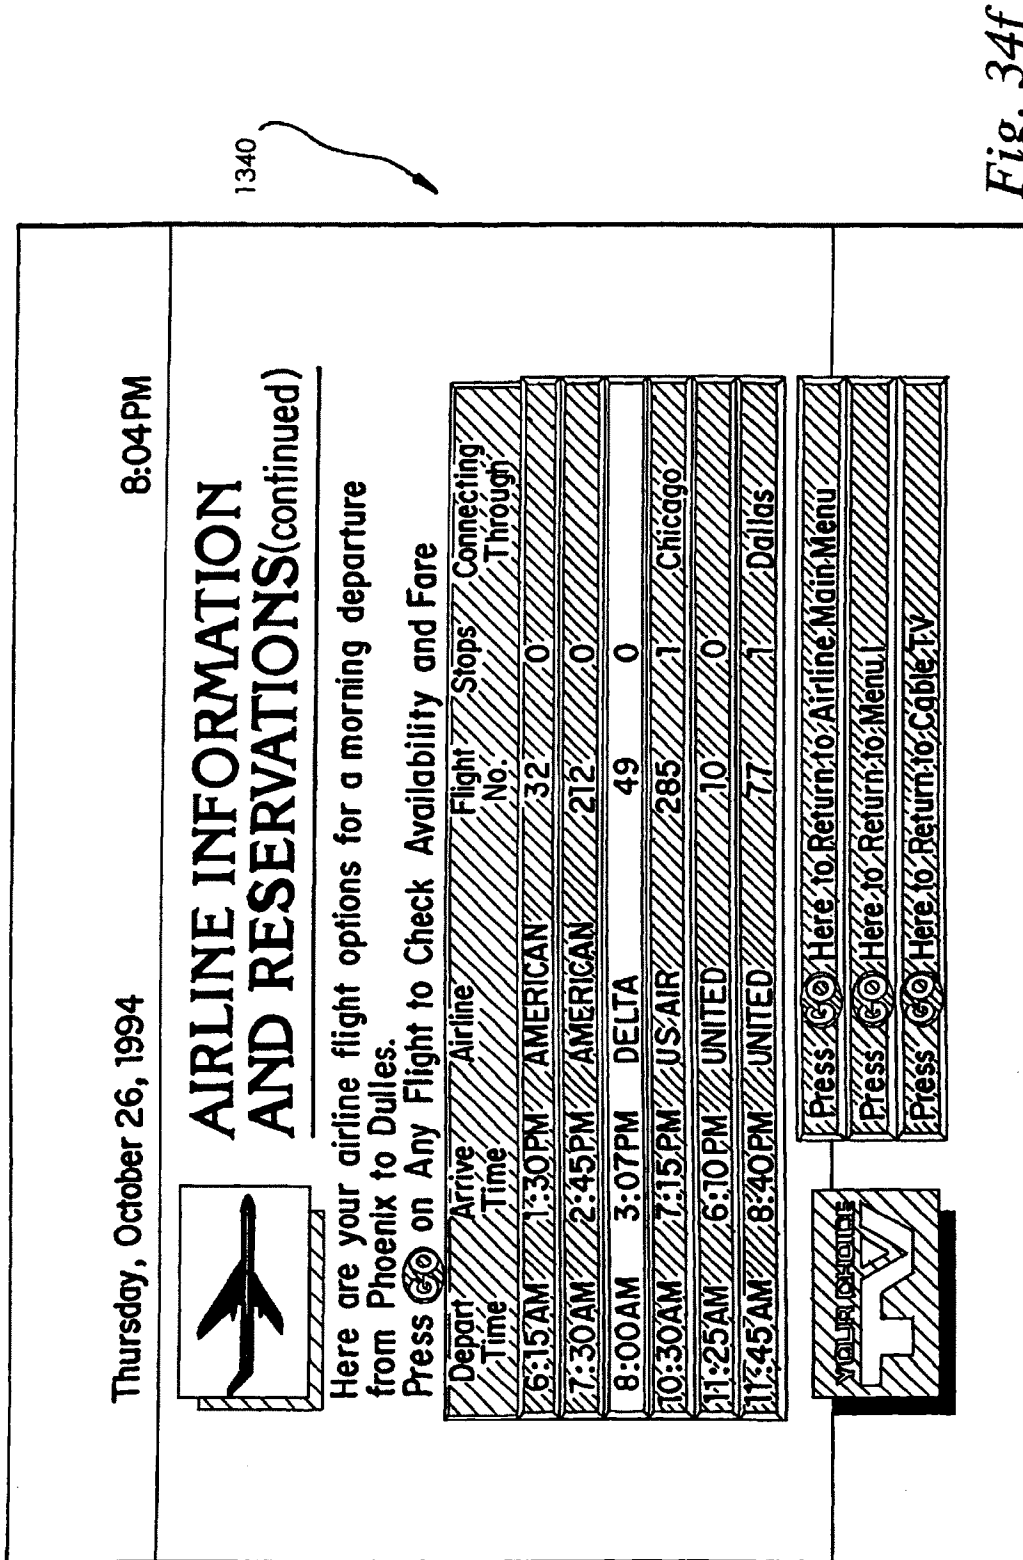 Thursday, October 26, 1994 8:04PM
AIRLINE INFORMATION
AND RESERVATIONS(continued)
1340
Here are your airline flight options for a morning departure
from Phoenix to Dulles.
Press GO on Any Flight to Check Availability and Fare
Depart Arrive Airline Flight Stops Connecting
Time Time No. Through
6:15AM 1:30PM AMERICAN 32 0
7:30AM 2:45PM AMERICAN 212 0
8:00AM 3:07PM DELTA 49 0
10:30AM 7:15PM USAIR 285 1 Chicago
11:25AM 6:10PM UNITED 10 0
11:45AM 8:40PM UNITED 77 1 Dallas
Press GO Here to Return to Airline Main Menu
Press GO Here to Return to Menu
Press GO Here to Return to Cable TV
YOUR CHOICE
TV
Fig. 34f